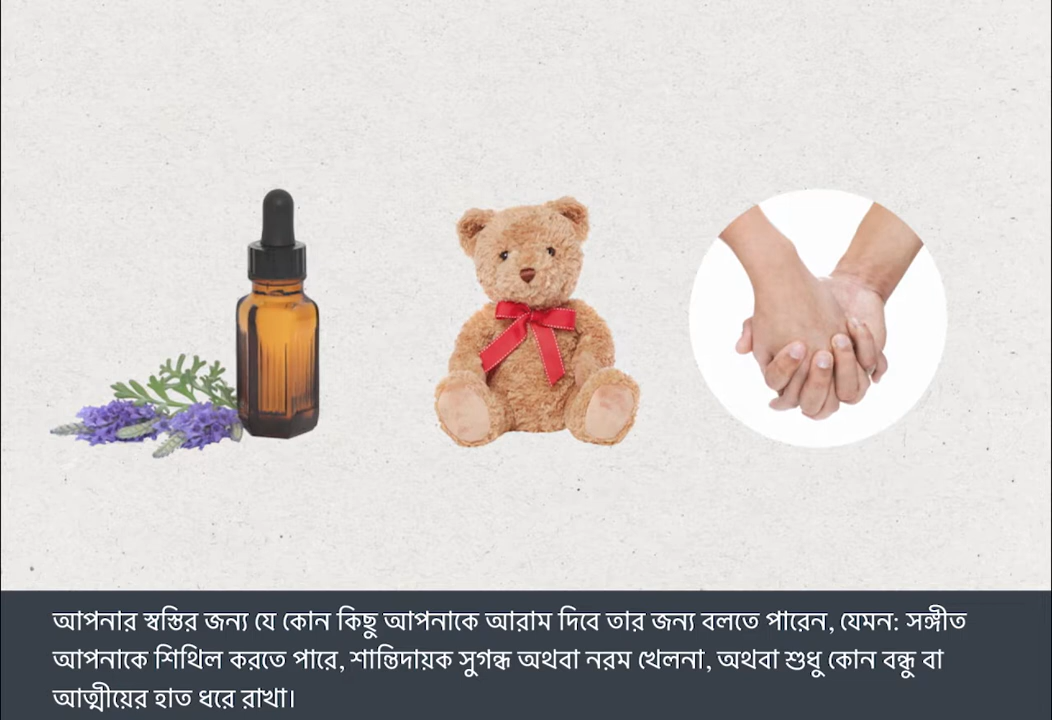 আপনার স্বস্তির জন্য যে কোন কিছু আপনাকে আরাম দিবে তার জন্য বলতে পারেন, যেমন: সঙ্গীত
আপনাকে শিথিল করতে পারে, শান্তিদায়ক সুগন্ধ অথবা নরম খেলনা, অথবা শুধু কোন বন্ধু বা
আত্মীয়ের হাত ধরে রাখা।